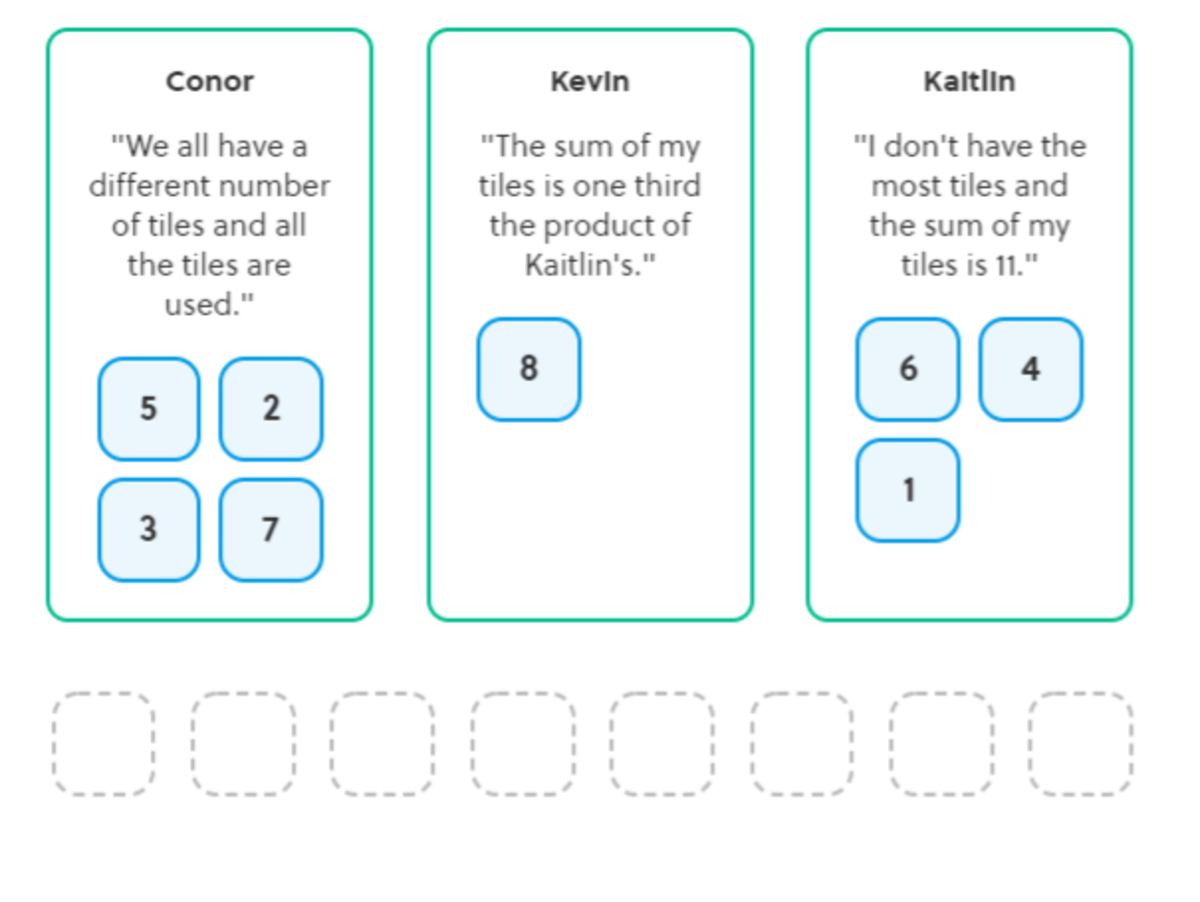 Conor
"We all have a
different number
of tiles and all
the tiles are
used."
5 2
3 7
Kevin
"The sum of my
tiles is one third
the product of
Kaitlin's."
8
Kaitlin
"I don't have the
most tiles and
the sum of my
tiles is 11."
6 4
1